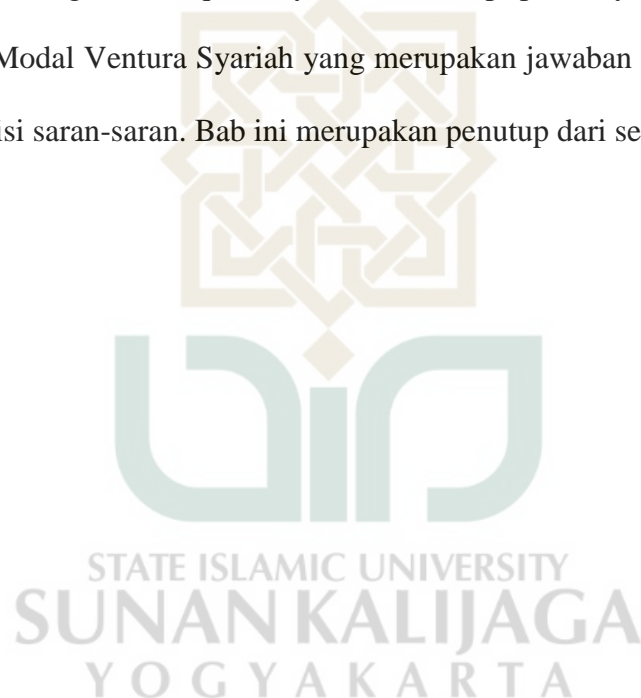 Modal Ventura Syariah yang merupakan jawaban
isi saran-saran. Bab ini merupakan penutup dari se
STATE ISLAMIC UNIVERSITY
SUNAN KALIJAGA
YOGYAKARTA